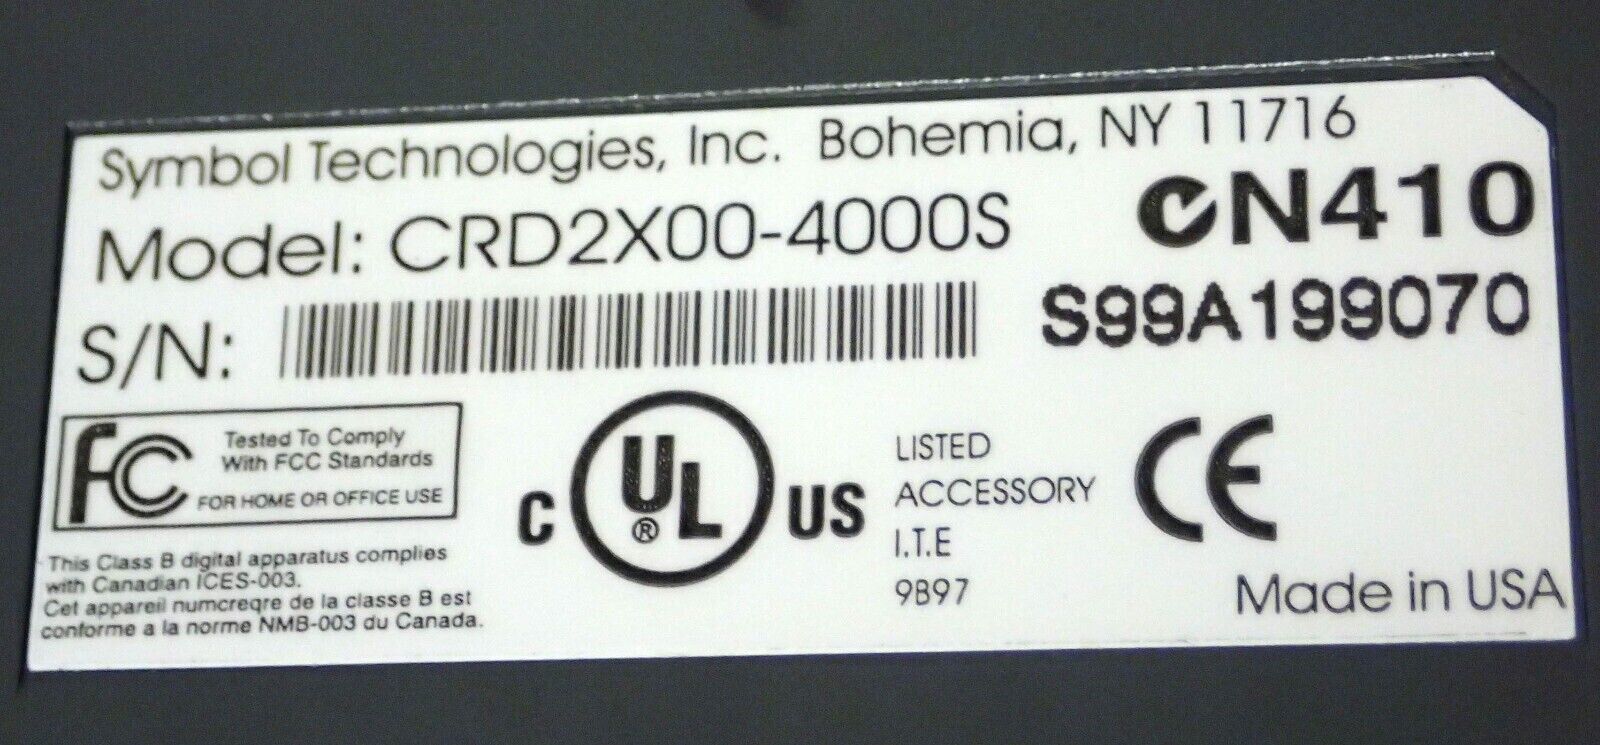 Symbol Technologies, Inc. Bohemia, NY 11716
Model: CRD2X00-4000S
N410
S/N:
S99A199070
FC
Tested To Comply
With FCC Standards
FOR HOME OR OFFICE USE
This Class B digital apparatus complies
with Canadian ICES-003.
Cet appareil numcreqre de la classe B est
conforme a la norme NMB-003 du Canada.
C UL® US
LISTED
ACCESSORY
I.T.E
9B97
CE
Made in USA